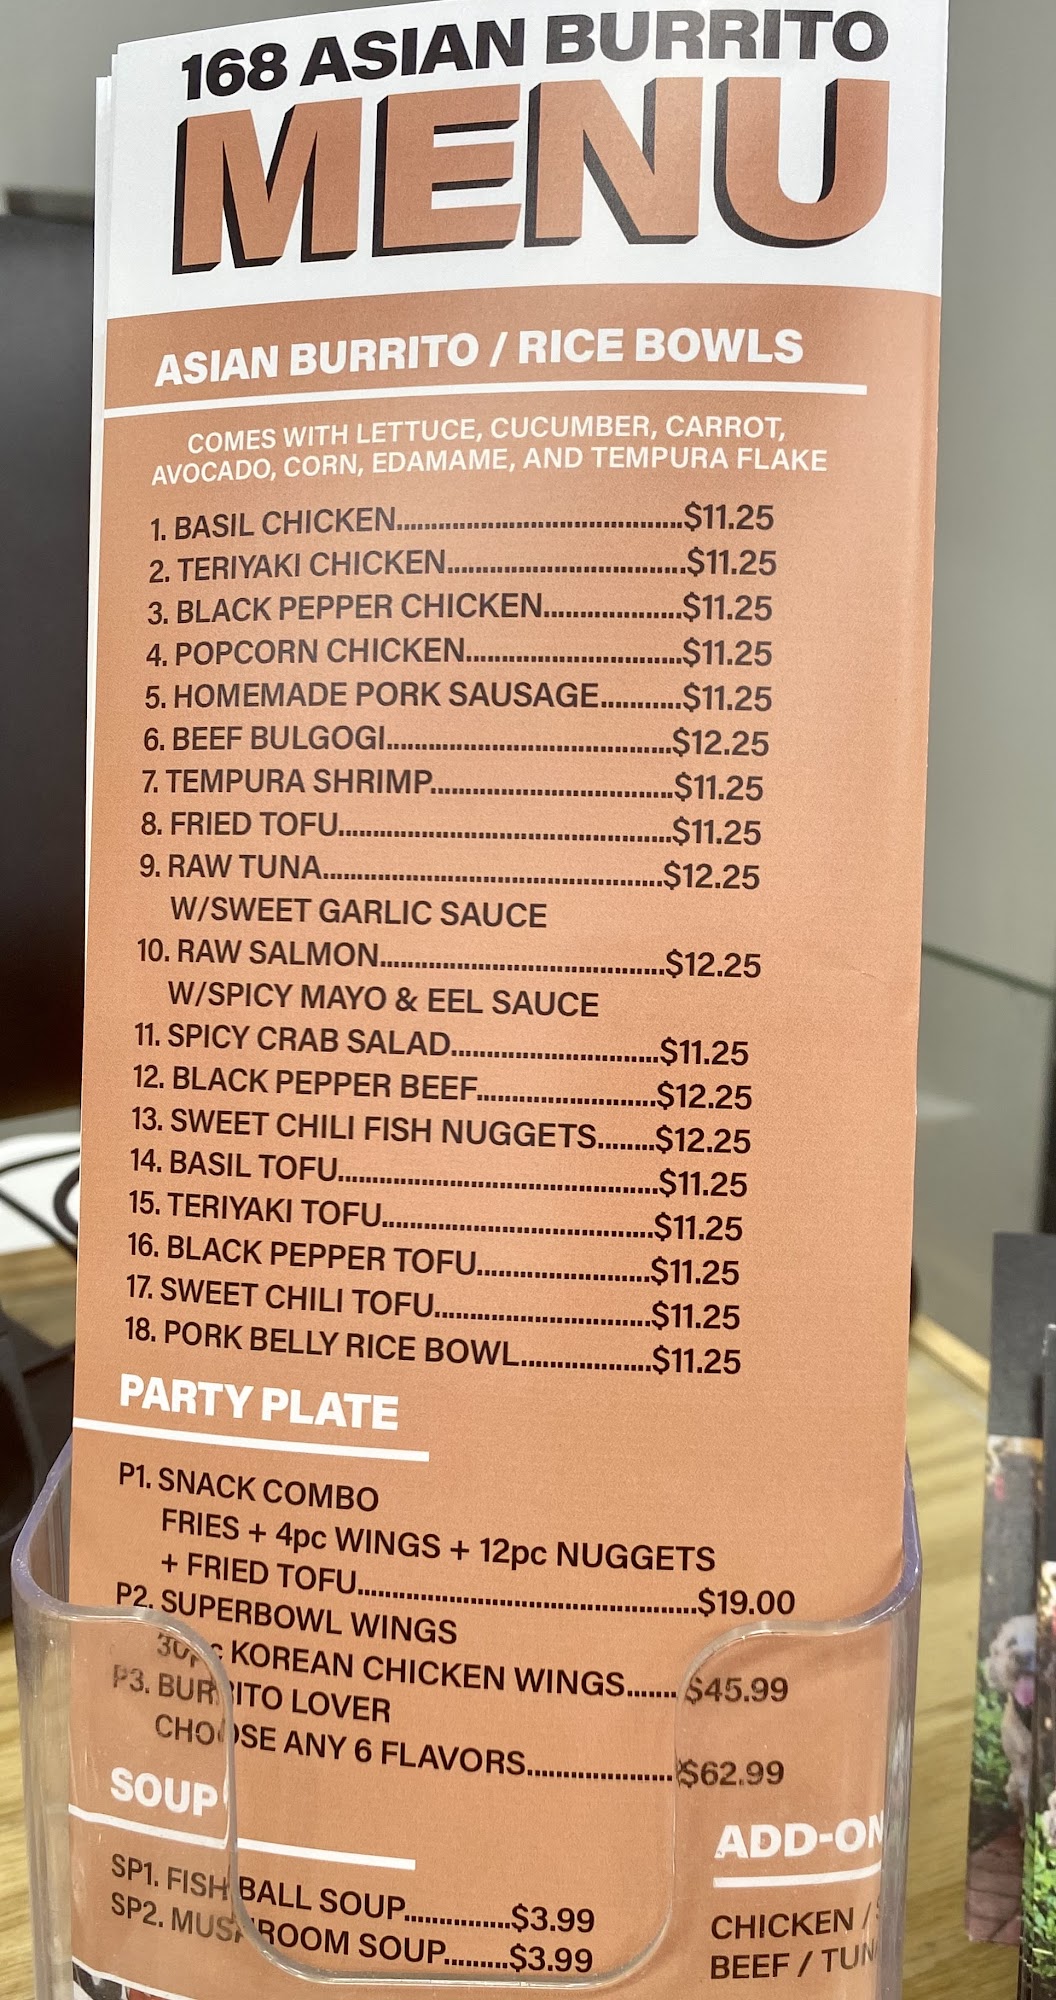 168 ASIAN BURRITO
MENU
ASIAN BURRITO / RICE BOWLS
COMES WITH LETTUCE, CUCUMBER, CARROT,
AVOCADO, CORN, EDAMAME, AND TEMPURA FLAKE
1. BASIL CHICKEN.....$11.25
2. TERIYAKI CHICKEN.....$11.25
3. BLACK PEPPER CHICKEN.....$11.25
4. POPCORN CHICKEN.....$11.25
5. HOMEMADE PORK SAUSAGE.....$11.25
6. BEEF BULGOGI.....$12.25
7. TEMPURA SHRIMP.....$11.25
8. FRIED TOFU.....$11.25
9. RAW TUNA.....$12.25
W/SWEET GARLIC SAUCE
10. RAW SALMON.....$12.25
W/SPICY MAYO & EEL SAUCE
11. SPICY CRAB SALAD.....$11.25
12. BLACK PEPPER BEEF.....$12.25
13. SWEET CHILI FISH NUGGETS.....$12.25
14. BASIL TOFU.....$11.25
15. TERIYAKI TOFU.....$11.25
16. BLACK PEPPER TOFU.....$11.25
17. SWEET CHILI TOFU.....$11.25
18. PORK BELLY RICE BOWL.....$11.25
PARTY PLATE
P1. SNACK COMBO
FRIES + 4pc WINGS + 12pc NUGGETS
+ FRIED TOFU.....$19.00
P2. SUPERBOWL WINGS
30pc KOREAN CHICKEN WINGS.....$45.99
P3. BURRITO LOVER
CHOOSE ANY 6 FLAVORS.....$62.99
SOUP
SP1. FISH BALL SOUP.....$3.99
SP2. MUSHROOM SOUP.....$3.99
ADD-ON
CHICKEN /
BEEF / TUN